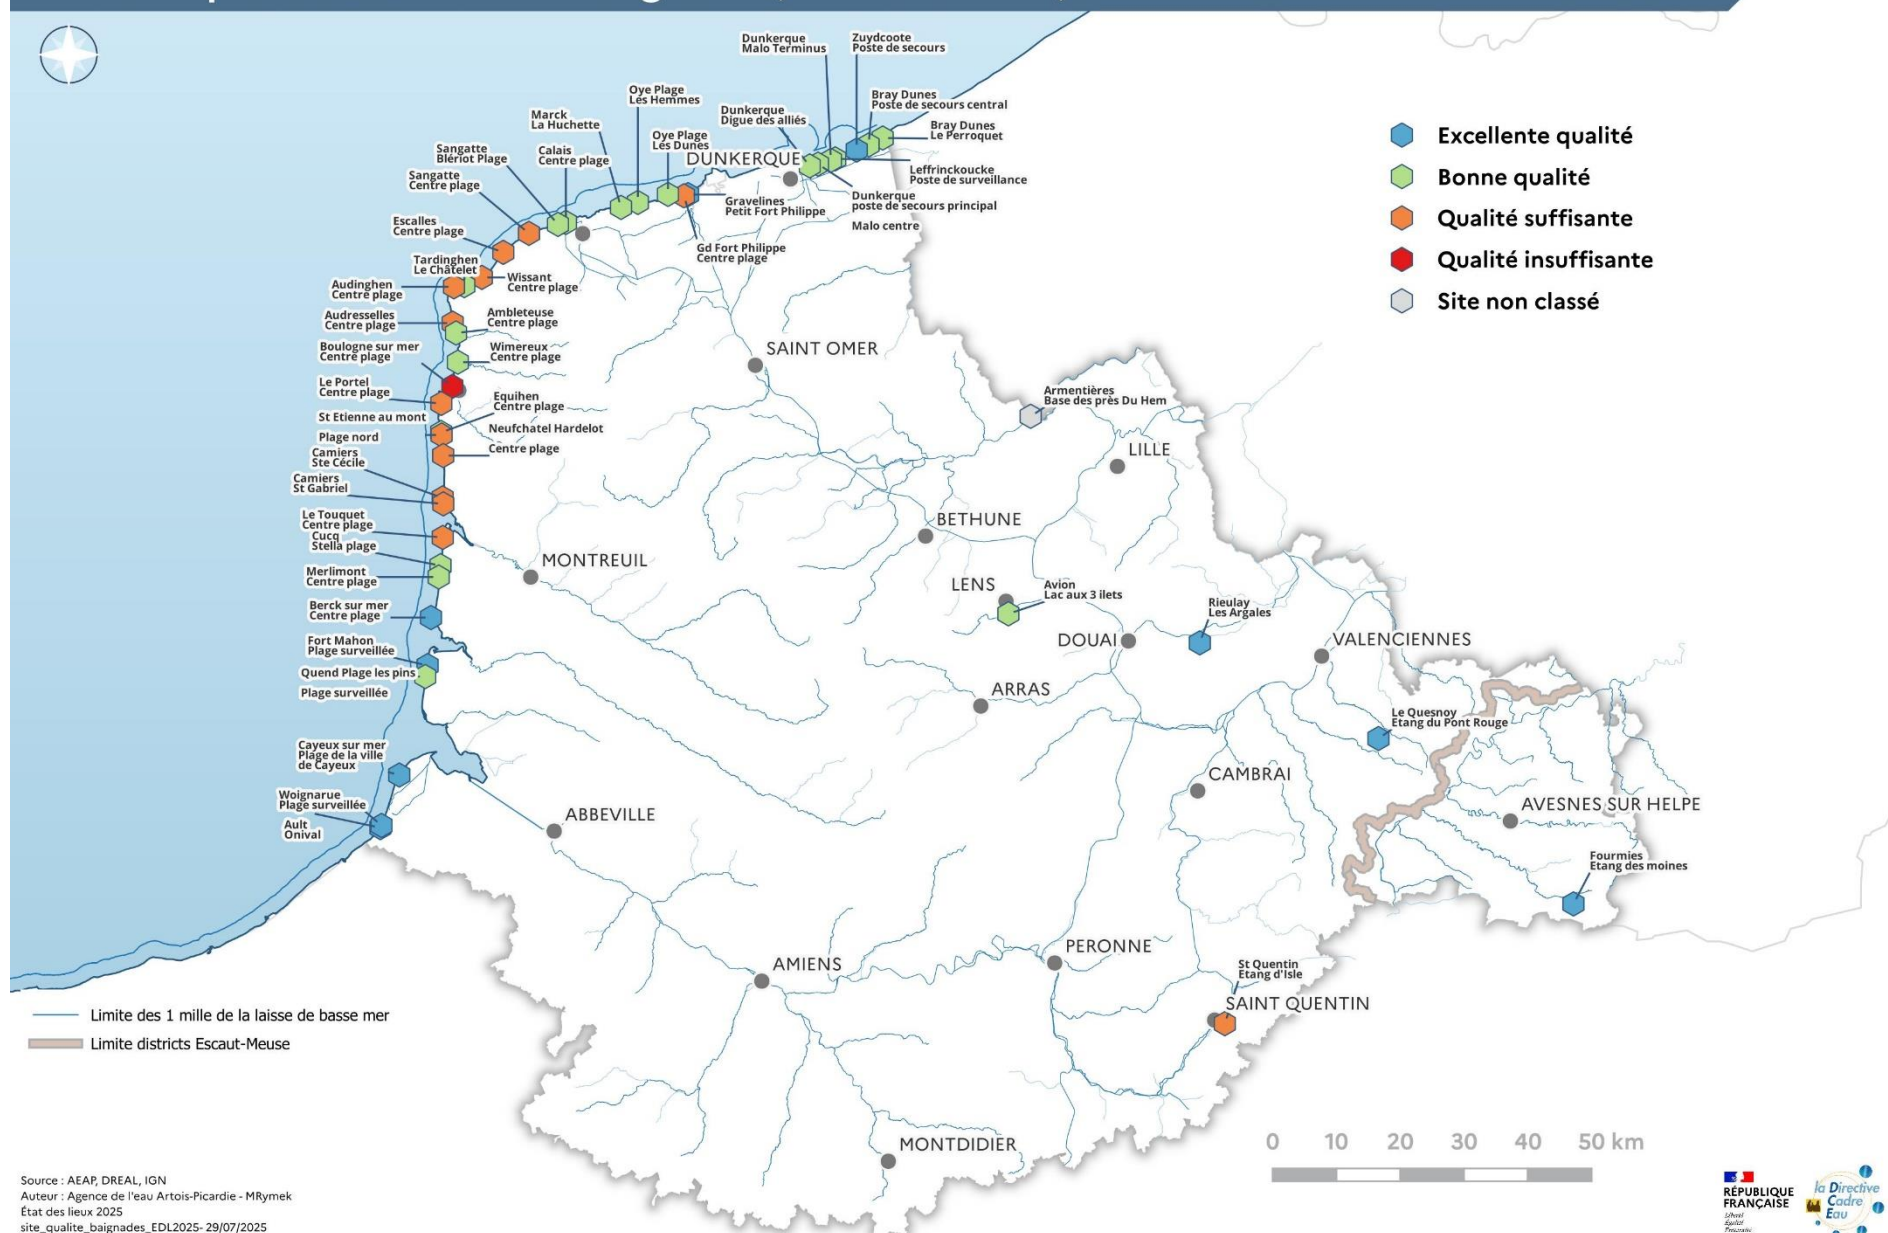 Dunkerque
Malo Terminus
Zuydcoote
Poste de secours
Oye Plage
Les Hemmes
Bray Dunes
Poste de secours central
Dunkerque
Digue des alliés
Marck
La Huchette
Bray Dunes
Le Perroquet
Oye Plage
Les Dunes
Sangatte
Blériot Plage
Calais
Centre plage
DUNKERQUE
Leffrinckoucke
Poste de surveillance
Sangatte
Centre plage
Gravelines
Petit Fort Philippe
Dunkerque
poste de secours principal
Malo centre
Escalles
Centre plage
Gd Fort Philippe
Centre plage
Tardinghen
Le Châtelet
Wissant
Centre plage
Audinghen
Centre plage
Audresselles
Centre plage
Ambleteuse
Centre plage
Boulogne sur mer
Centre plage
Wimereux
Centre plage
Le Portel
Centre plage
Equihen
Centre plage
St Etienne au mont
Plage nord
Neufchatel Hardelot
Centre plage
Camiers
Ste Cécile
Camiers
St Gabriel
Le Touquet
Centre plage
Cucq
Stella plage
Merlimont
Centre plage
Berck sur mer
Centre plage
Fort Mahon
Plage surveillée
Quend Plage les pins
Plage surveillée
Cayeux sur mer
Plage de la ville
de Cayeux
Woignarue
Plage surveillée
Ault
Onival
Excellente qualité
Bonne qualité
Qualité suffisante
Qualité insuffisante
Site non classé
SAINT OMER
Armentières
Base des près Du Hem
LILLE
BETHUNE
MONTREUIL
LENS
Avion
Lac aux 3 ilets
Rieulay
Les Argales
DOUAI
VALENCIENNES
ARRAS
Le Quesnoy
Etang du Pont Rouge
CAMBRAI
ABBEVILLE
AVESNES SUR HELPE
Fourmies
Etang des moines
PERONNE
AMIENS
St Quentin
Etang d'Isle
SAINT QUENTIN
MONTDIDIER
Limite des 1 mille de la laisse de basse mer
Limite districts Escaut-Meuse
0 10 20 30 40 50 km
Source : AEAP, DREAL, IGN
Auteur : Agence de l'eau Artois-Picardie - MRymek
État des lieux 2025
site_qualite_baignades_EDL2025- 29/07/2025
RÉPUBLIQUE
FRANÇAISE
Liberté
Égalité
Fraternité
la Directive
Cadre
Eau